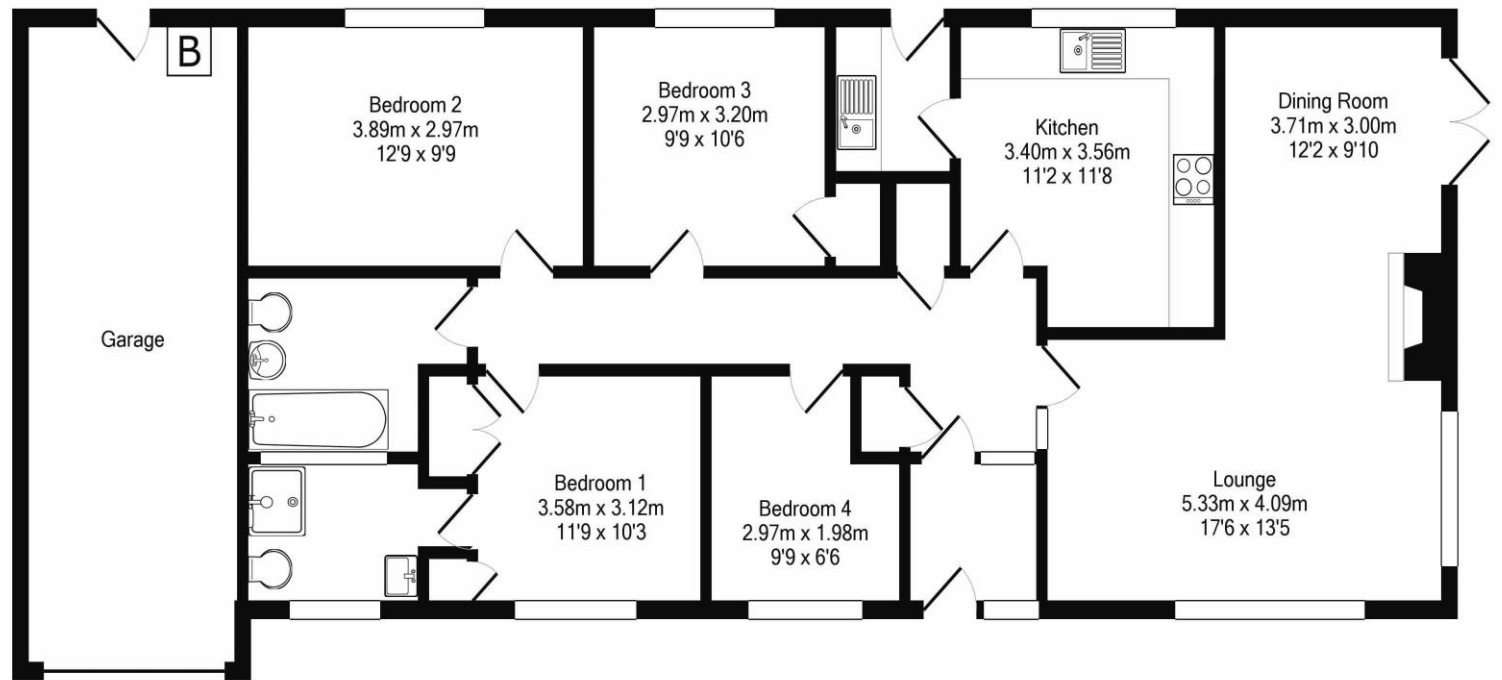 B
Bedroom 2
3.89m x 2.97m
12'9 x 9'9
Bedroom 3
2.97m x 3.20m
9'9 x 10'6
Kitchen
3.40m x 3.56m
11'2 x 11'8
Dining Room
3.71m x 3.00m
12'2 x 9'10
Garage
Bedroom 1
3.58m x 3.12m
11'9 x 10'3
Bedroom 4
2.97m x 1.98m
9'9 x 6'6
Lounge
5.33m x 4.09m
17'6 x 13'5